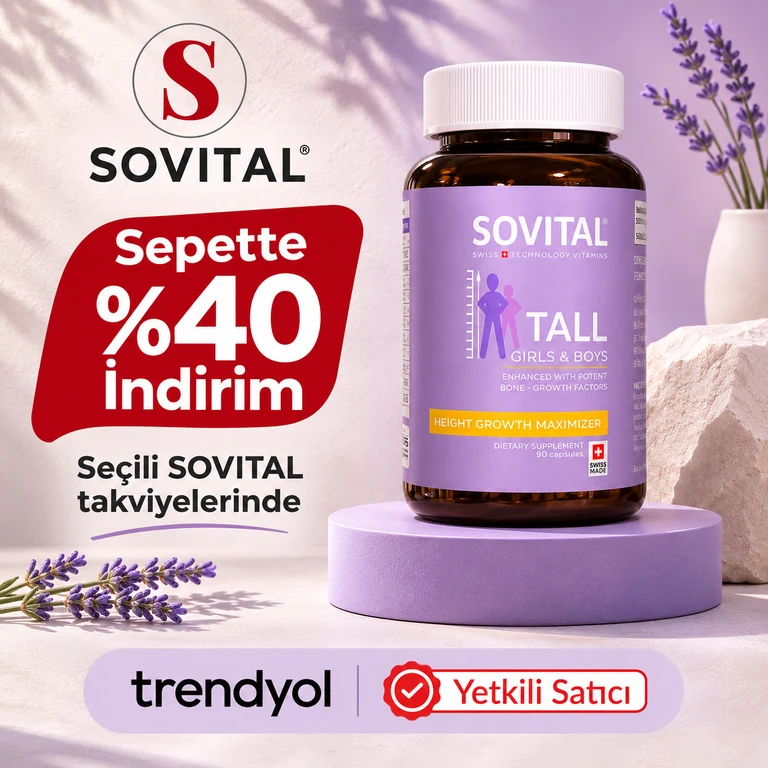 S
SOVITAL®
Sepette
%40
İndirim
Seçili SOVITAL
takviyelerinde
SOVITAL®
SWISS + TECHNOLOGY VITAMINS
TALL
GIRLS & BOYS
ENHANCED WITH POTENT
BONE - GROWTH FACTORS
HEIGHT GROWTH MAXIMIZER
DIETARY SUPPLEMENT
90 capsules
SWISS
MADE
trendyol
Yetkili Satıcı